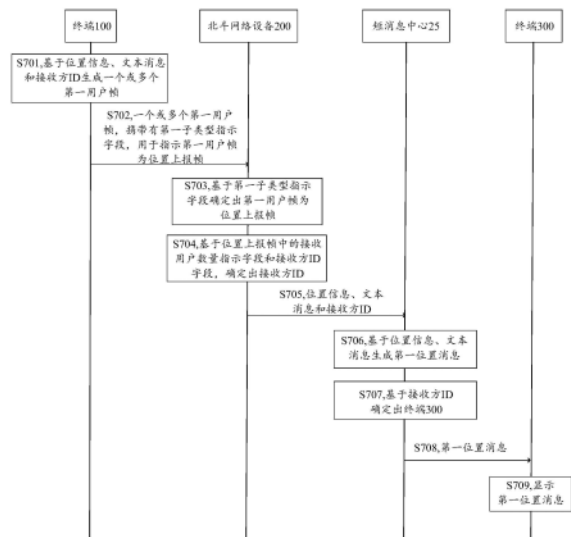 终端100
北斗网络设备200
短消息中心25
终端300
S701,基于位置信息、文本消息
和接收方ID生成一个或多个
第一用户帧
S702,一个或多个第一用户
帧，携带有第一子类型指示
字段，用于指示第一用户帧
为位置上报帧
S703,基于第一子类型指示
字段确定出第一用户帧为
位置上报帧
S704,基于位置上报帧中的接收
用户数量指示字段和接收方ID
字段，确定出接收方ID
S705,位置信息、文本
消息和接收方ID
S706,基于位置信息、文本
消息生成第一位置消息
S707,基于接收方ID
确定出终端300
S708,第一位置消息
S709,显示
第一位置消息